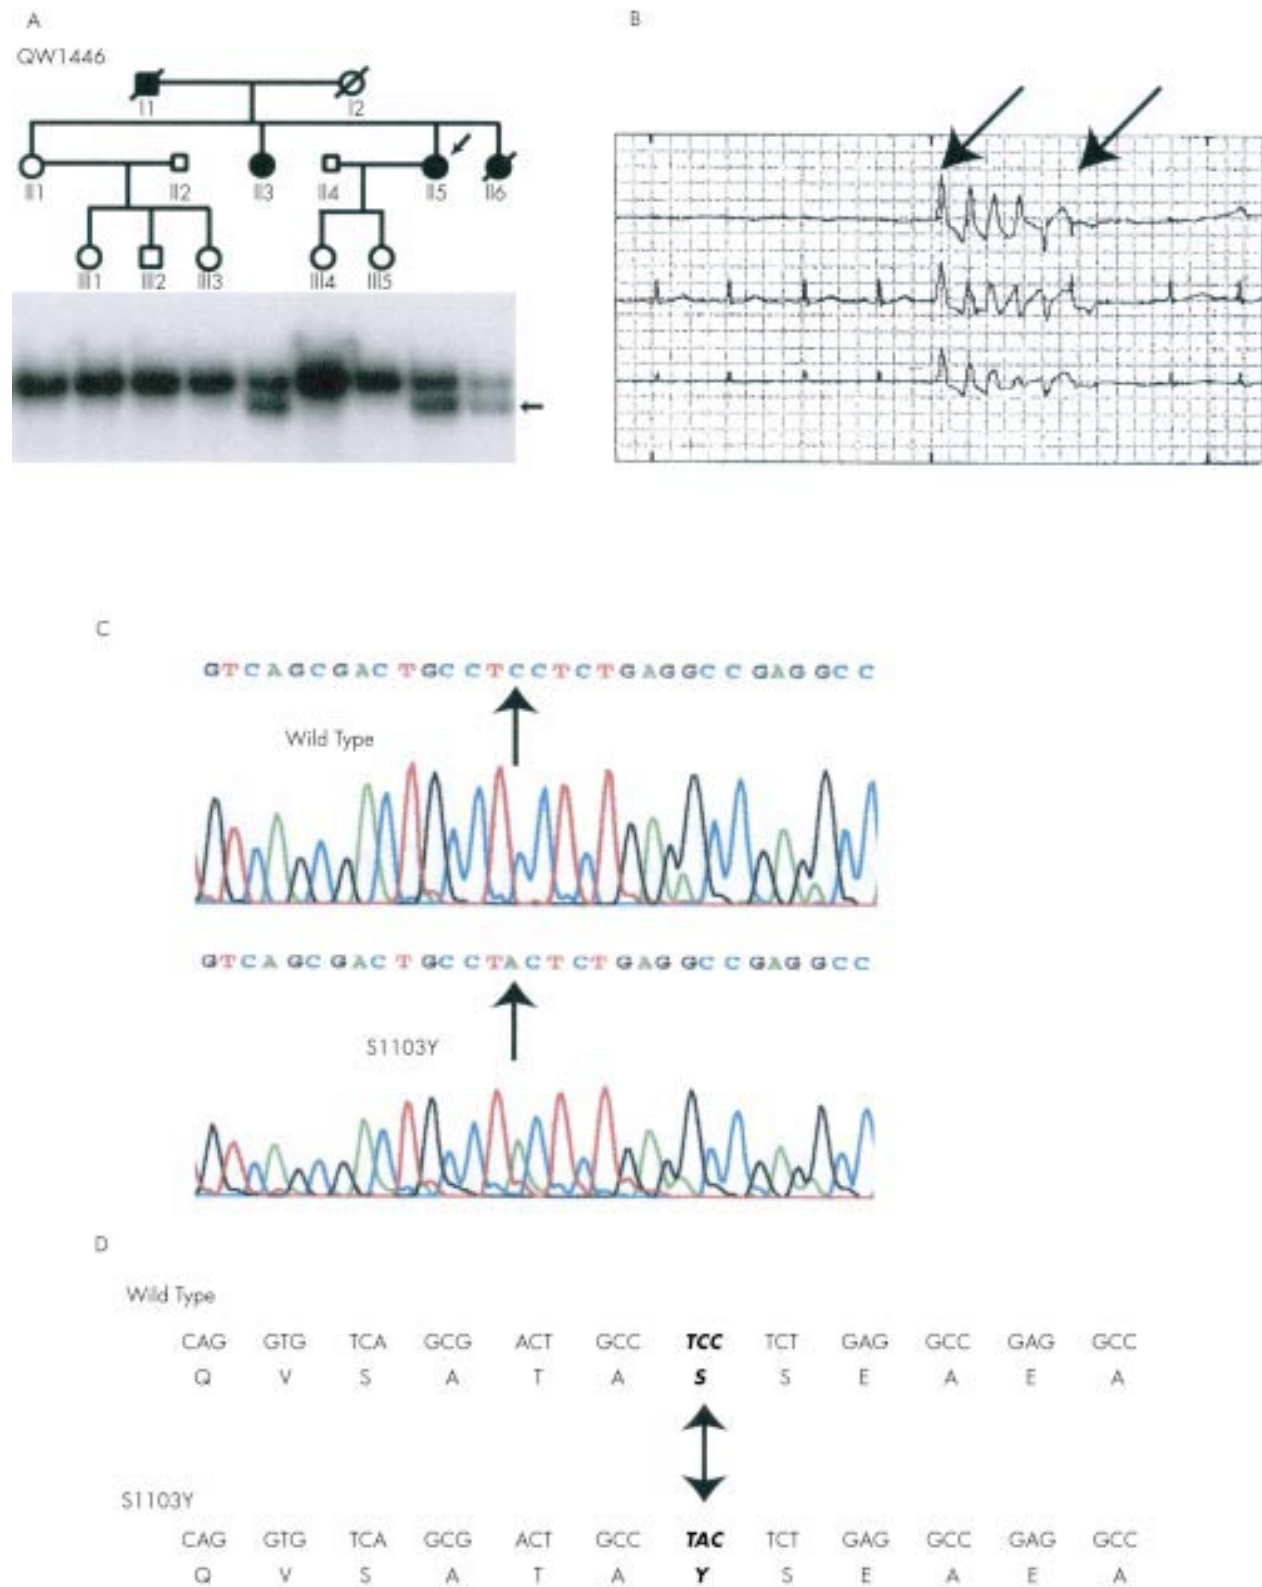 A
QW1446
I1
I2
II1
II2
II3
II4
II5
II6
III1
III2
III3
III4
III5
B
C
GTCAGCGACTGCCTCCTCTGAGGCCGAGGCC
Wild Type
GTCAGCGACTGCCTACTCTGAGGCCGAGGCC
S1103Y
D
Wild Type
CAG GTG TCA GCG ACT GCC TCC TCT GAG GCC GAG GCC
Q V S A T A S S E A E A
S1103Y
CAG GTG TCA GCG ACT GCC TAC TCT GAG GCC GAG GCC
Q V S A T A Y S E A E A